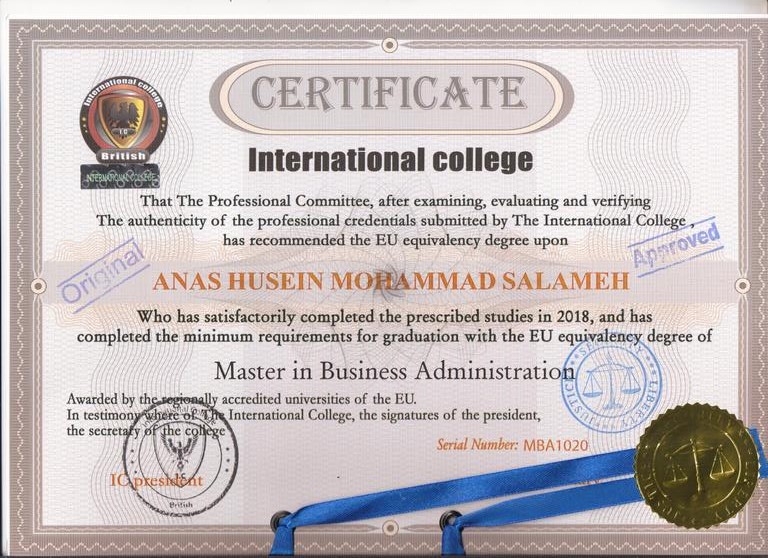 CERTIFICATE
International college
British
INTERNATIONAL COLLEGE
International college
That The Professional Committee, after examining, evaluating and verifying
The authenticity of the professional credentials submitted by The International College ,
has recommended the EU equivalency degree upon
Original
Approved
ANAS HUSEIN MOHAMMAD SALAMEH
Who has satisfactorily completed the prescribed studies in 2018, and has
completed the minimum requirements for graduation with the EU equivalency degree of
Master in Business Administration
Awarded by the regionally accredited universities of the EU.
In testimony where of The International College, the signatures of the president,
the secretary of the college
Serial Number: MBA1020
IC president
British
JUSTICE